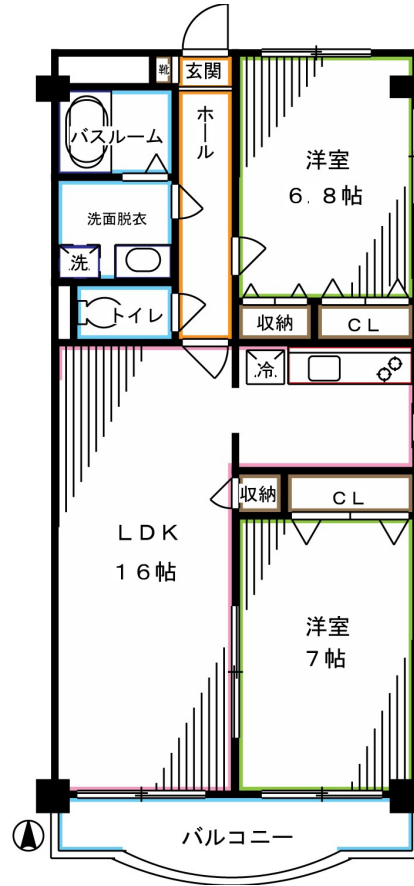 靴
玄関
ホール
バスルーム
洋室
6.8帖
洗面脱衣
洗
トイレ
収納
CL
冷
収納
CL
LDK
16帖
洋室
7帖
バルコニー